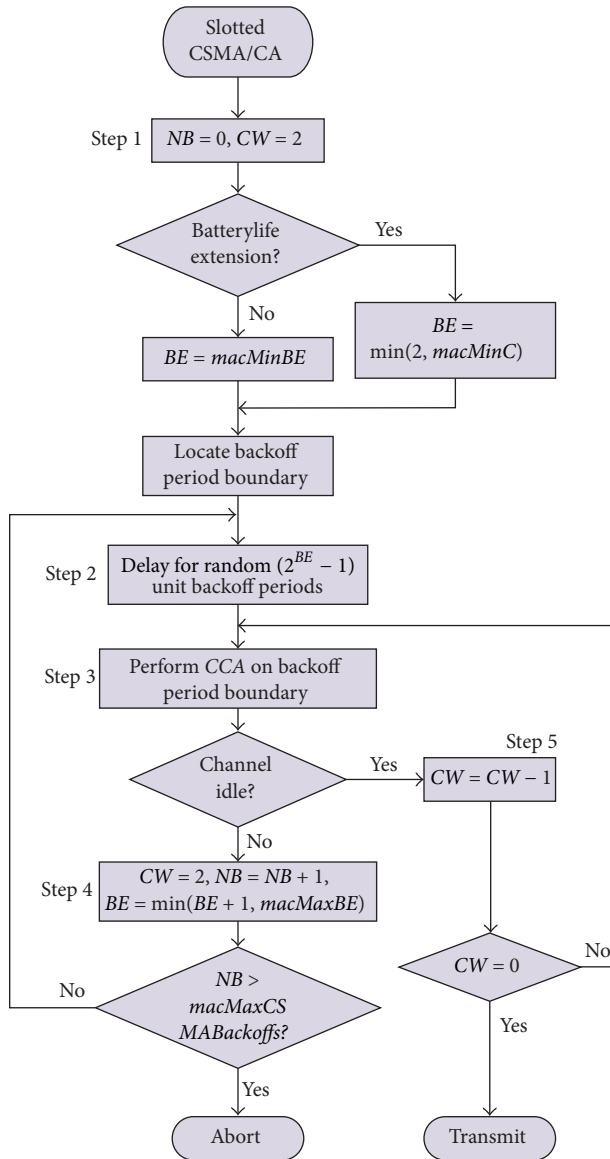 Slotted
CSMA/CA
Step 1
NB = 0, CW = 2
Batterylife
extension?
Yes
No
BE = macMinBE
BE =
min(2, macMinC)
Locate backoff
period boundary
Step 2
Delay for random (2^BE − 1)
unit backoff periods
Step 3
Perform CCA on backoff
period boundary
Channel
idle?
Yes
No
Step 5
CW = CW − 1
Step 4
CW = 2, NB = NB + 1,
BE = min(BE + 1, macMaxBE)
NB >
macMaxCS
MABackoffs?
No
Yes
CW = 0
No
Yes
Abort
Transmit